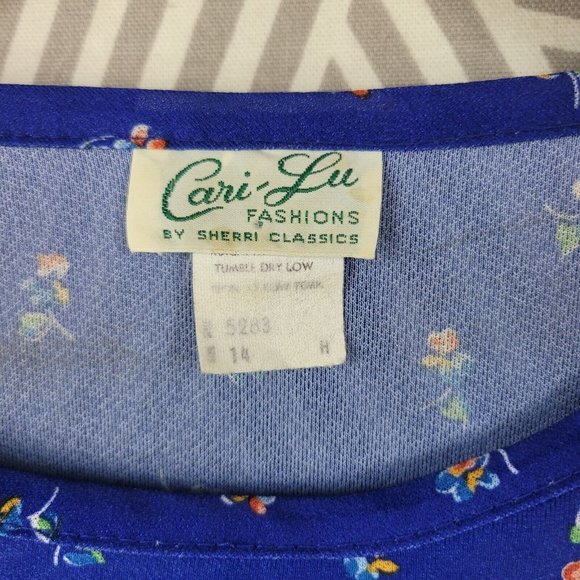 Cari-Lu
FASHIONS
BY SHERRI CLASSICS
TUMBLE DRY LOW
5283
14 H